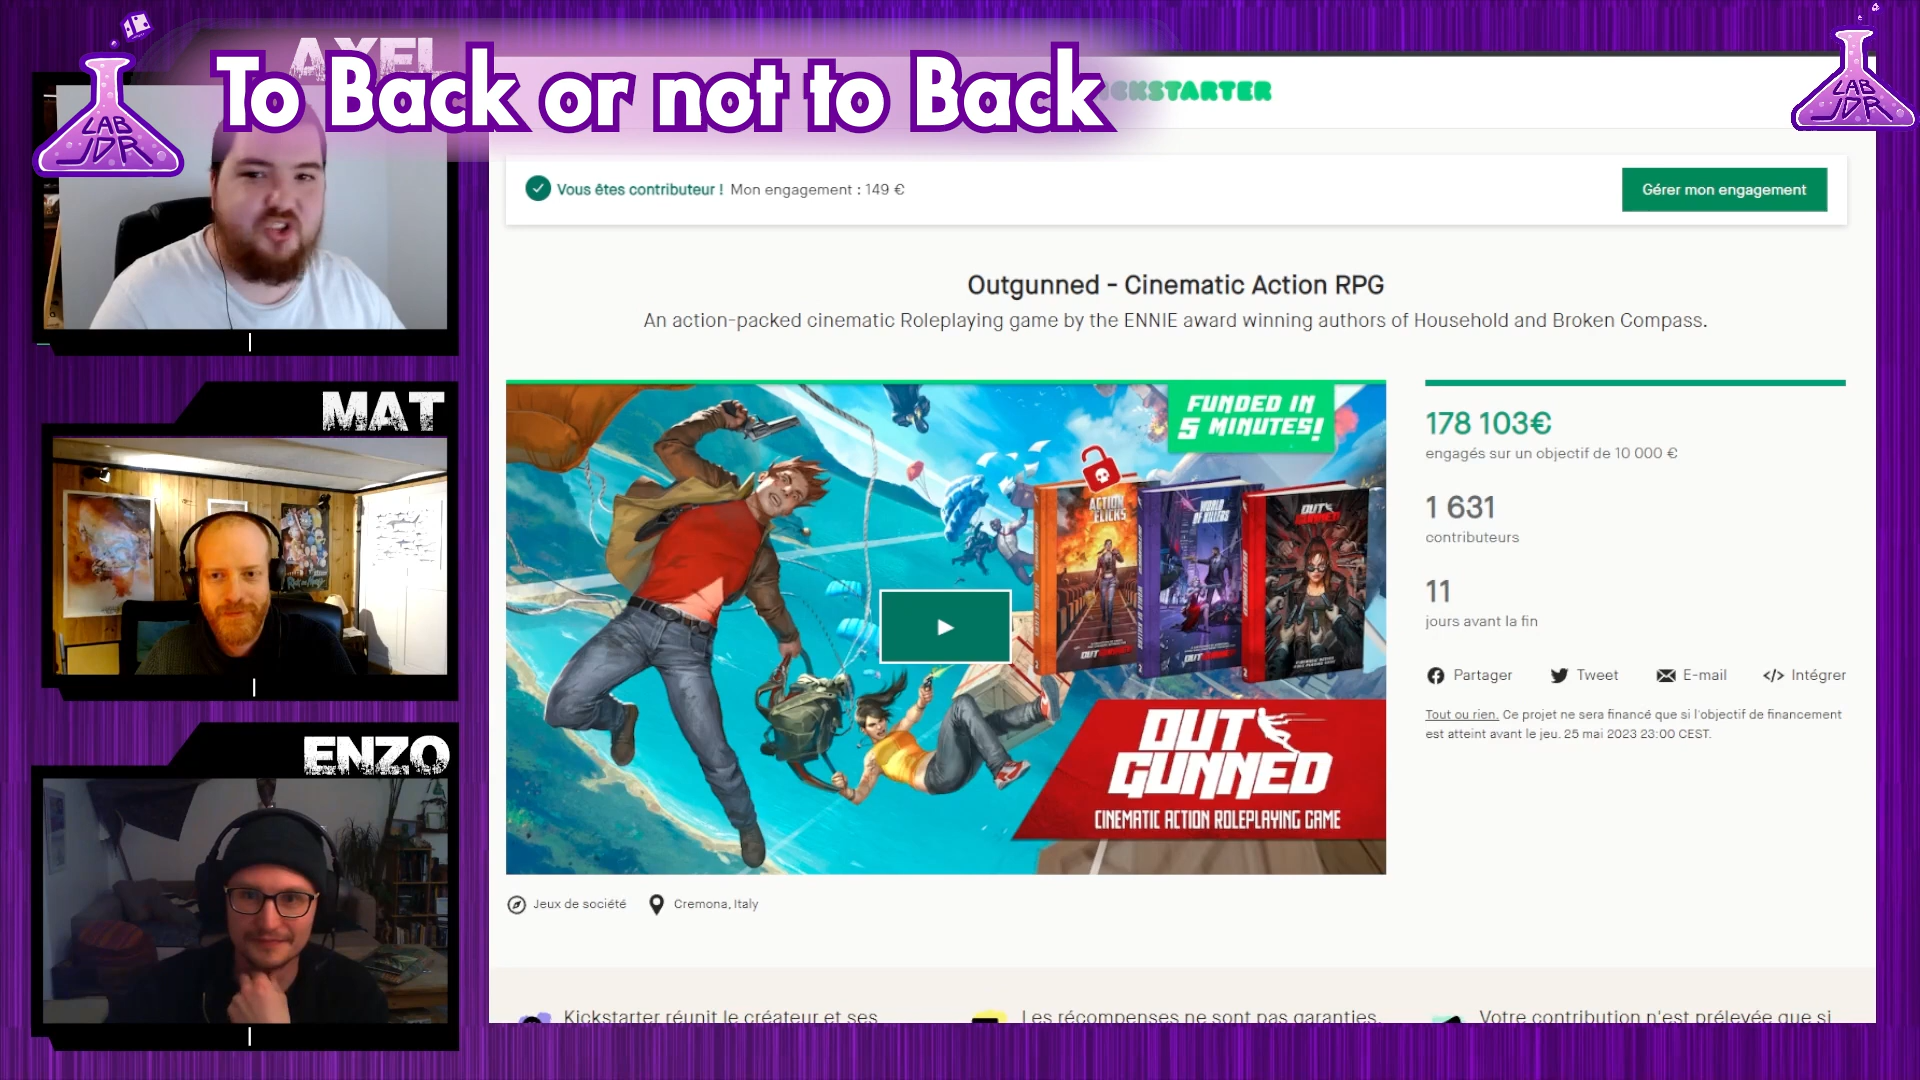 AXEL
To Back or not to Back
KICKSTARTER
LAB
JDR
LAB
JDR
Vous êtes contributeur ! Mon engagement : 149 €
Gérer mon engagement
Outgunned - Cinematic Action RPG
An action-packed cinematic Roleplaying game by the ENNIE award winning authors of Household and Broken Compass.
MAT
FUNDED IN
5 MINUTES!
ACTION
FLICKS
WORLD
OF KILLERS
OUT
GUNNED
OUT
GUNNED
CINEMATIC ACTION ROLEPLAYING GAME
178 103€
engagés sur un objectif de 10 000 €
1 631
contributeurs
11
jours avant la fin
Partager Tweet E-mail Intégrer
Tout ou rien. Ce projet ne sera financé que si l'objectif de financement
est atteint avant le jeu. 25 mai 2023 23:00 CEST.
ENZO
Jeux de société Cremona, Italy
Kickstarter réunit le créateur et ses
Les récompenses ne sont pas garanties,
Votre contribution n'est prélevée que si